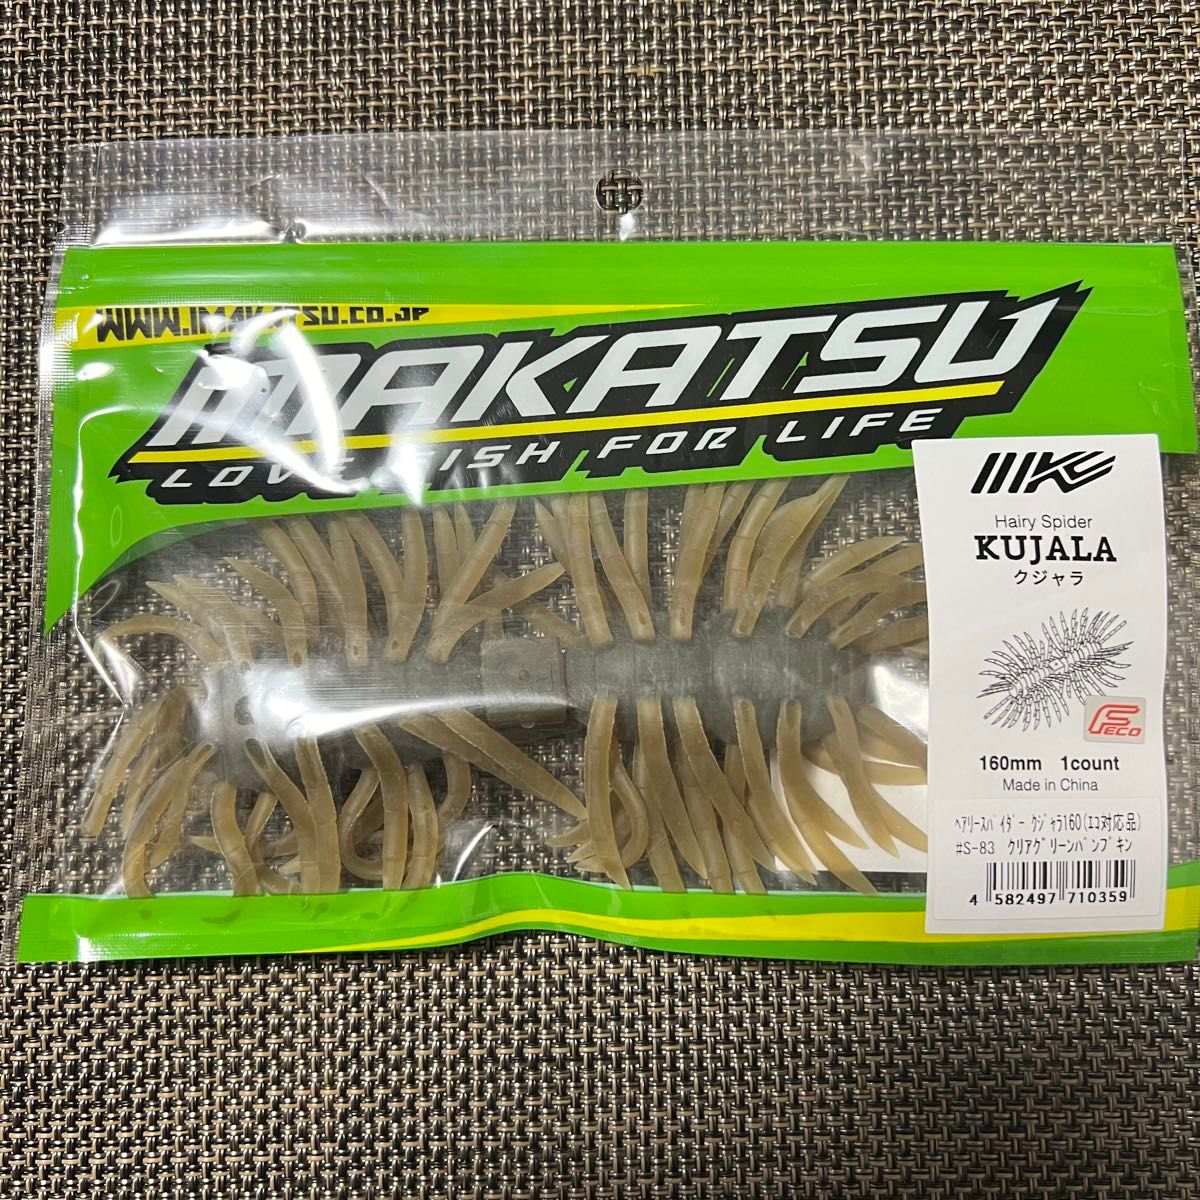 WWW.IMAKATSU.CO.JP
IMAKATSU
LOVE FISH FOR LIFE
Hairy Spider
KUJALA
クジャラ
FS
ECO
160mm 1count
Made in China
ﾍｱﾘｰｽﾊﾟｲﾀﾞｰ ｸｼﾞｬﾗ160(ｴｺ対応品)
#S-83 ｸﾘｱｸﾞﾘｰﾝﾊﾟﾝﾌﾟｷﾝ
4 582497 710359